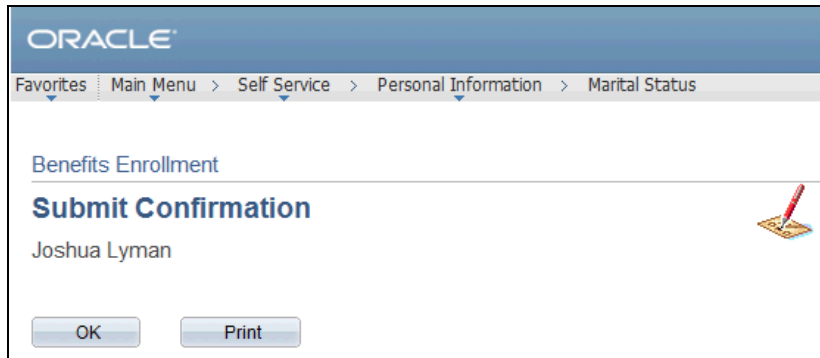 ORACLE
Favorites Main Menu > Self Service > Personal Information > Marital Status
Benefits Enrollment
Submit Confirmation
Joshua Lyman
OK Print